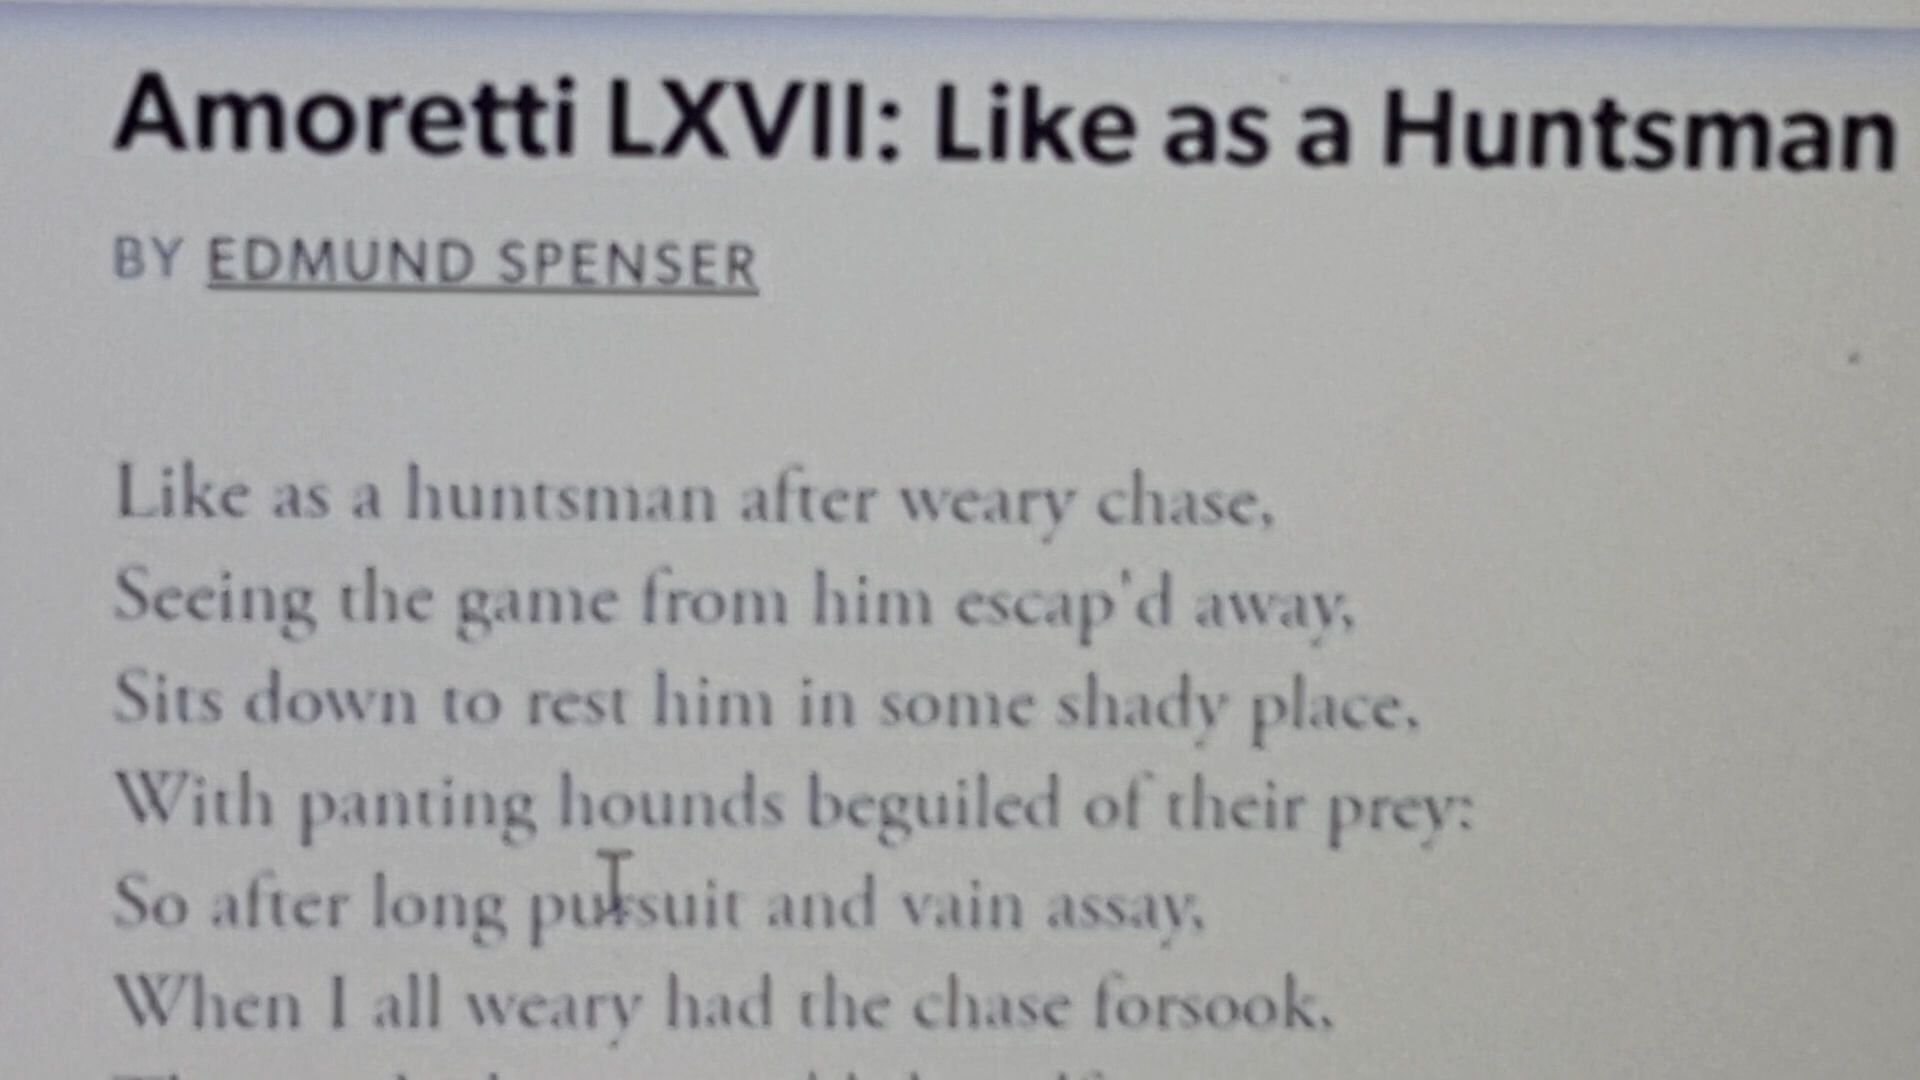 Amoretti LXVII: Like as a Huntsman
BY EDMUND SPENSER
Like as a huntsman after weary chase,
Seeing the game from him escap'd away,
Sits down to rest him in some shady place,
With panting hounds beguiled of their prey:
So after long pursuit and vain assay,
When I all weary had the chase forsook,